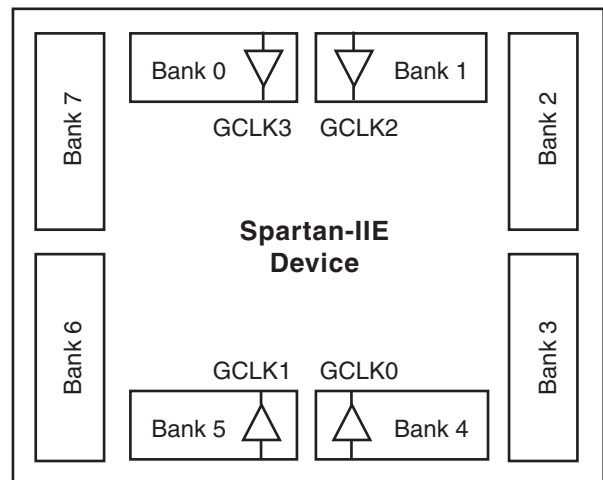 Bank 0
Bank 1
Bank 7
Bank 2
GCLK3
GCLK2
Spartan-IIE
Device
Bank 6
Bank 3
GCLK1
GCLK0
Bank 5
Bank 4